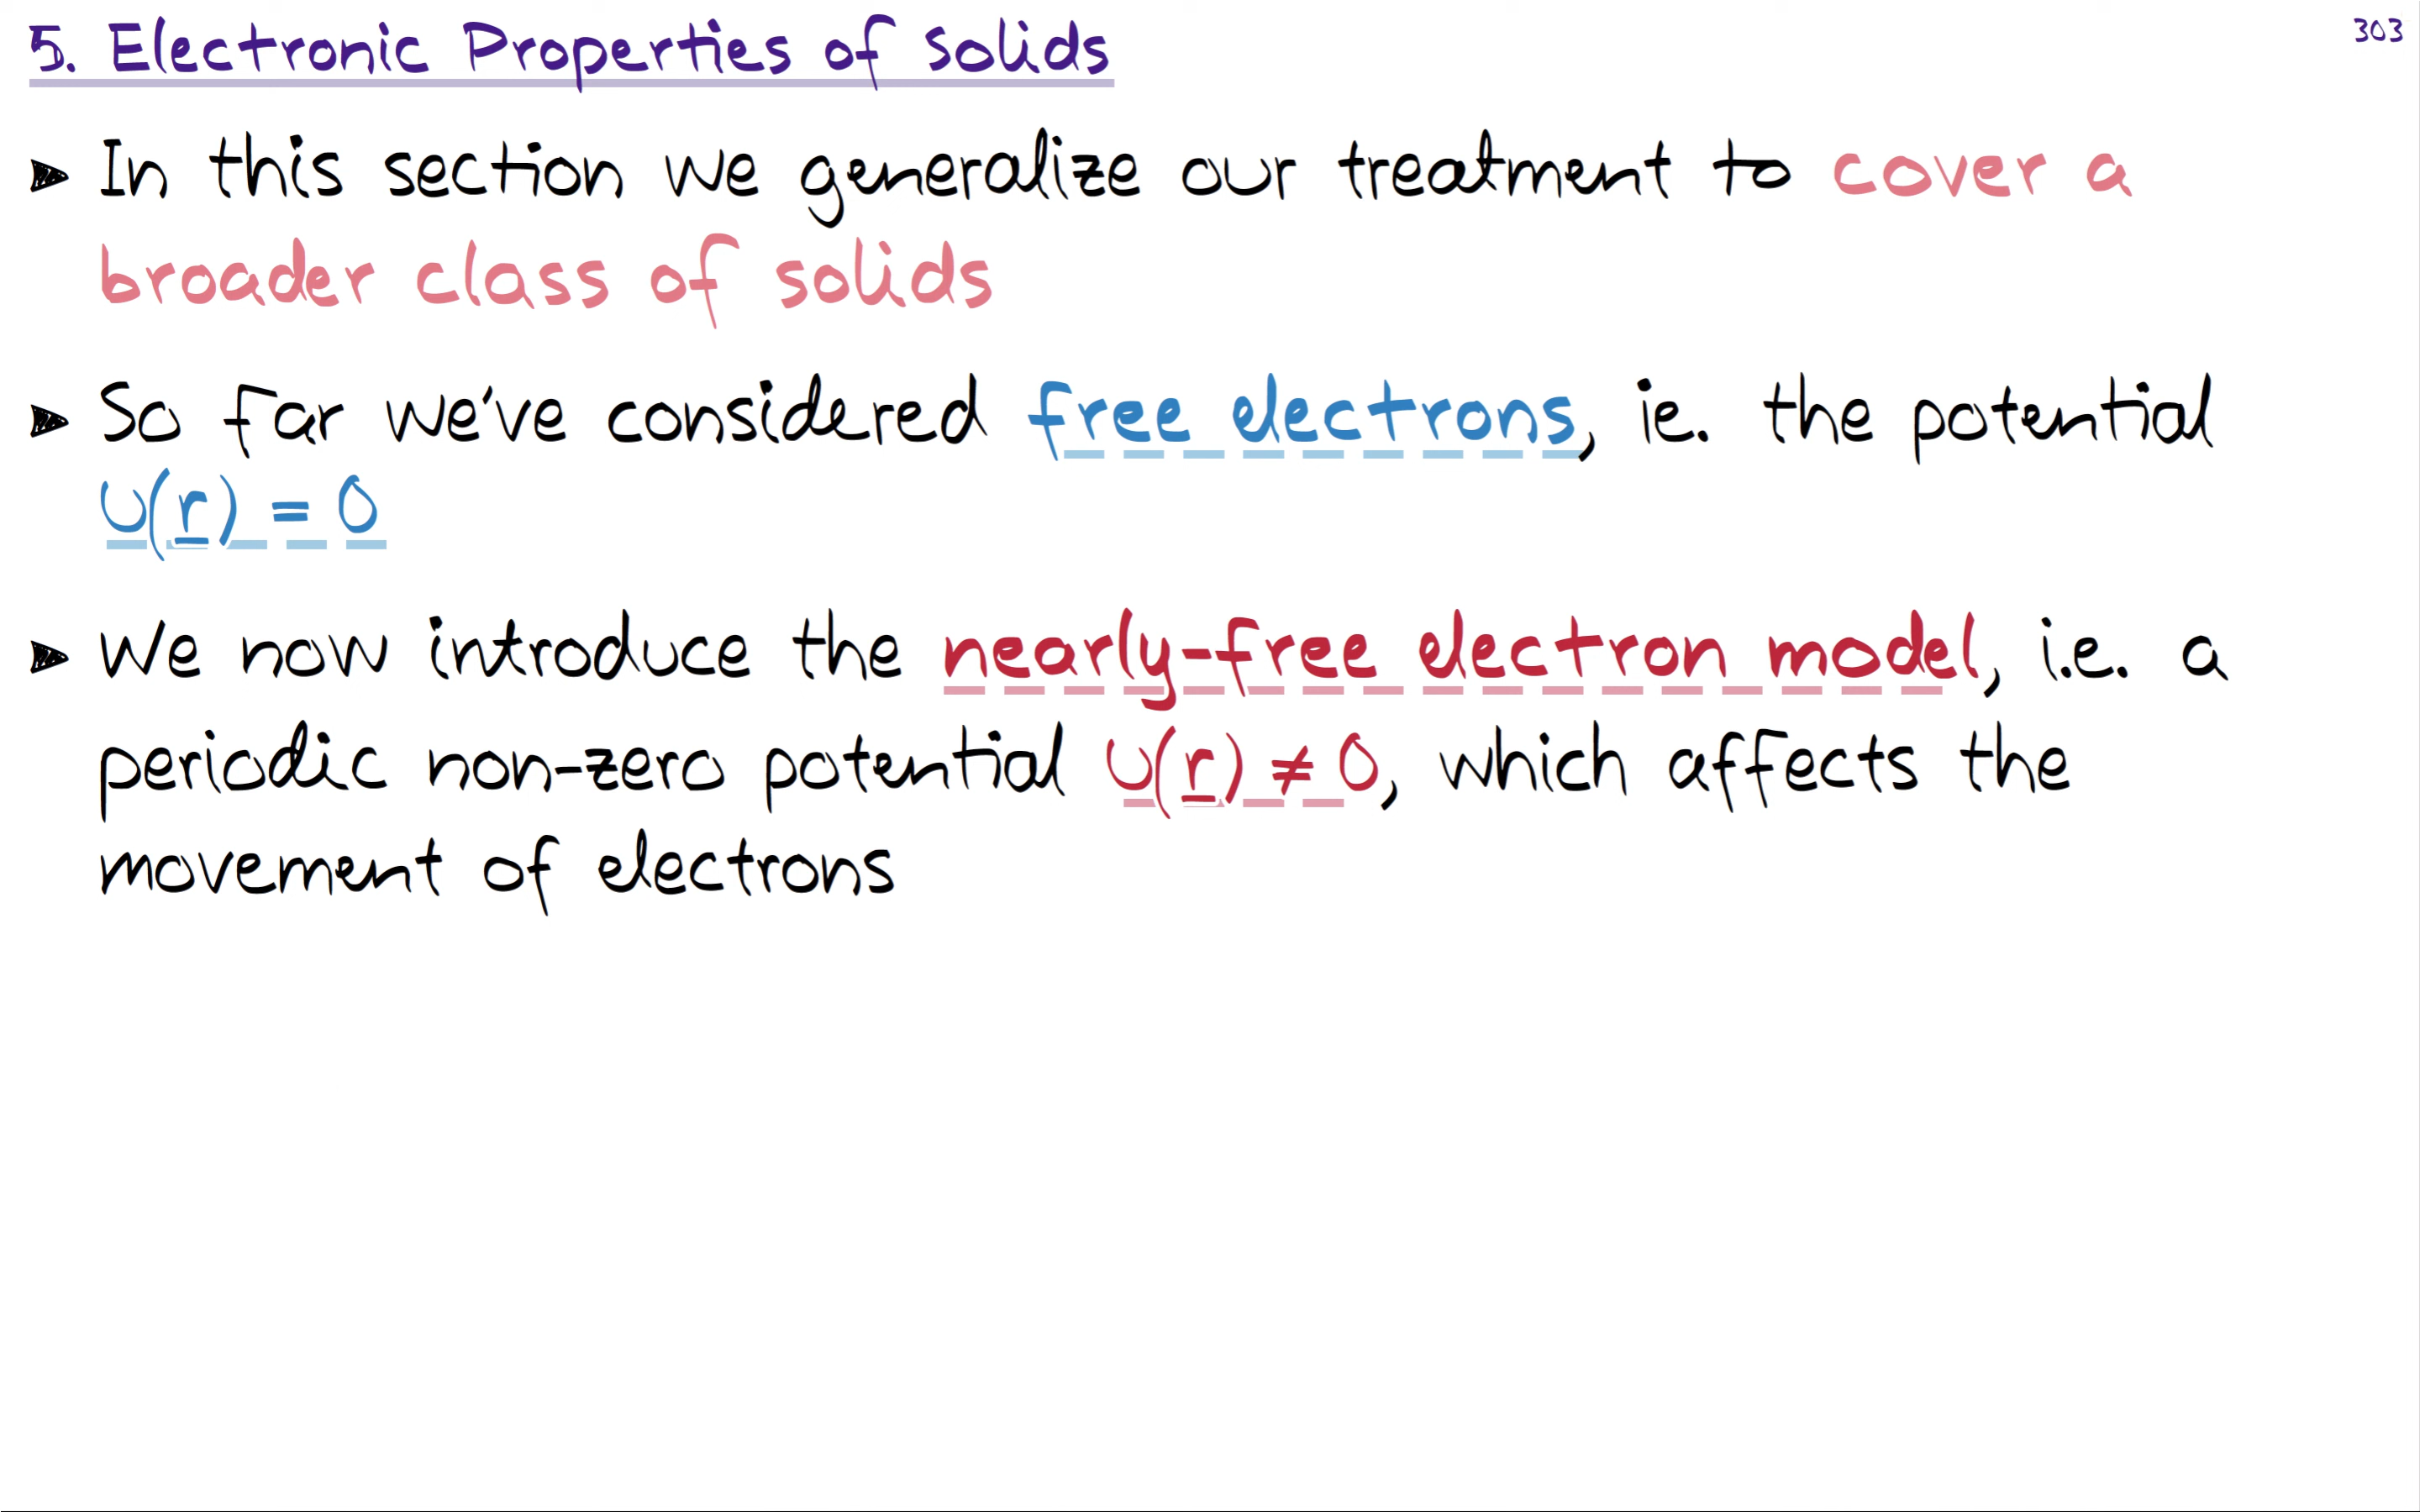 5. Electronic Properties of Solids
303
In this section we generalize our treatment to cover a
broader class of solids
So far we've considered free electrons, ie. the potential
U(r) = 0
We now introduce the nearly-free electron model, i.e. a
periodic non-zero potential U(r) ≠ 0, which affects the
movement of electrons